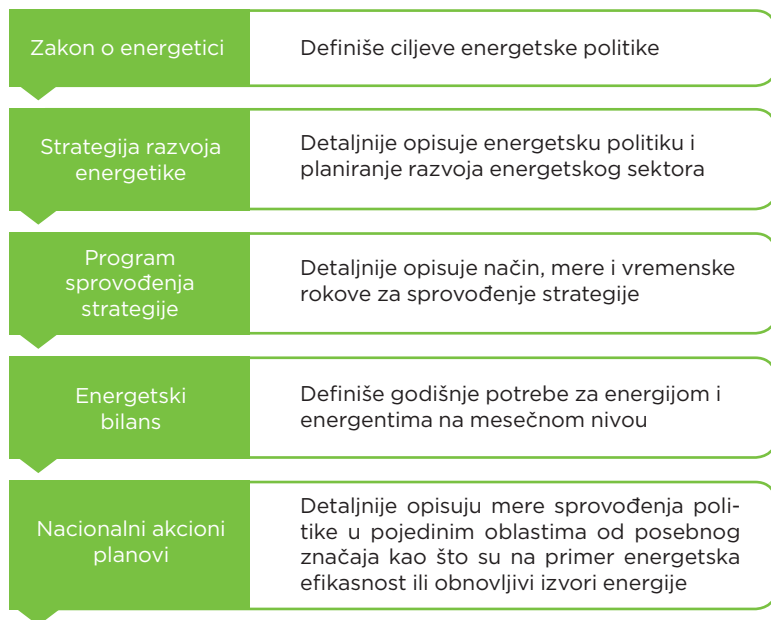 Zakon o energetici
Definiše ciljeve energetske politike
Strategija razvoja
energetike
Detaljnije opisuje energetsku politiku i
planiranje razvoja energetskog sektora
Program
sprovođenja
strategije
Detaljnije opisuje način, mere i vremenske
rokove za sprovođenje strategije
Energetski
bilans
Definiše godišnje potrebe za energijom i
energentima na mesečnom nivou
Nacionalni akcioni
planovi
Detaljnije opisuju mere sprovođenja poli-
tike u pojedinim oblastima od posebnog
značaja kao što su na primer energetska
efikasnost ili obnovljivi izvori energije